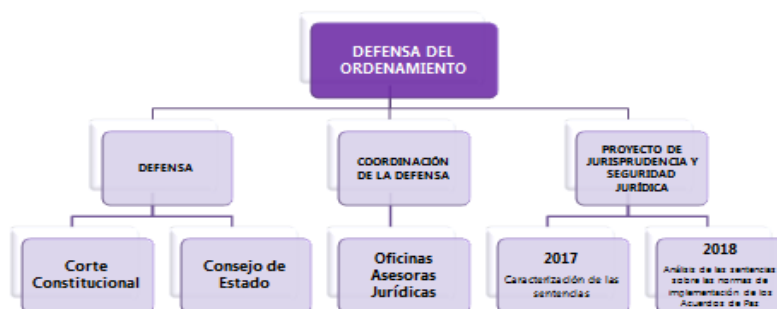 DEFENSA DEL
ORDENAMIENTO
DEFENSA
COORDINACIÓN
DE LA DEFENSA
PROYECTO DE
JURISPRUDENCIA Y
SEGURIDAD
JURÍDICA
Corte
Constitucional
Consejo de
Estado
Oficinas
Asesoras
Jurídicas
2017
Caracterización de las
sentencias
2018
Análisis de las sentencias
sobre las normas de
implementación de los
Acuerdos de Paz